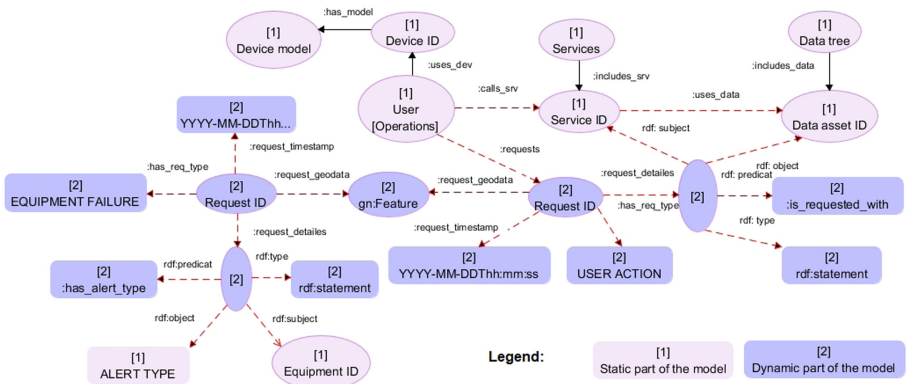 [1]
Device model
:has_model
[1]
Device ID
[1]
Services
[1]
Data tree
:uses_dev
:includes_srv
:includes_data
[1]
User
[Operations]
:calls_srv
[1]
Service ID
:uses_data
[1]
Data asset ID
[2]
YYYY-MM-DDThh...
:request_timestamp
:requests
rdf: subject
rdf: object
rdf: predicat
:has_req_type
[2]
EQUIPMENT FAILURE
[2]
Request ID
:request_geodata
[2]
gn:Feature
:request_geodata
[2]
Request ID
:request_detailes
:has_req_type
[2]
[2]
:is_requested_with
:request_timestamp
rdf: type
:request_detailes
[2]
:has_alert_type
rdf:predicat
[2]
rdf:type
[2]
rdf:statement
[2]
YYYY-MM-DDThh:mm:ss
[2]
USER ACTION
[2]
rdf:statement
rdf:object
rdf:subject
[1]
ALERT TYPE
[1]
Equipment ID
Legend:
[1]
Static part of the model
[2]
Dynamic part of the model